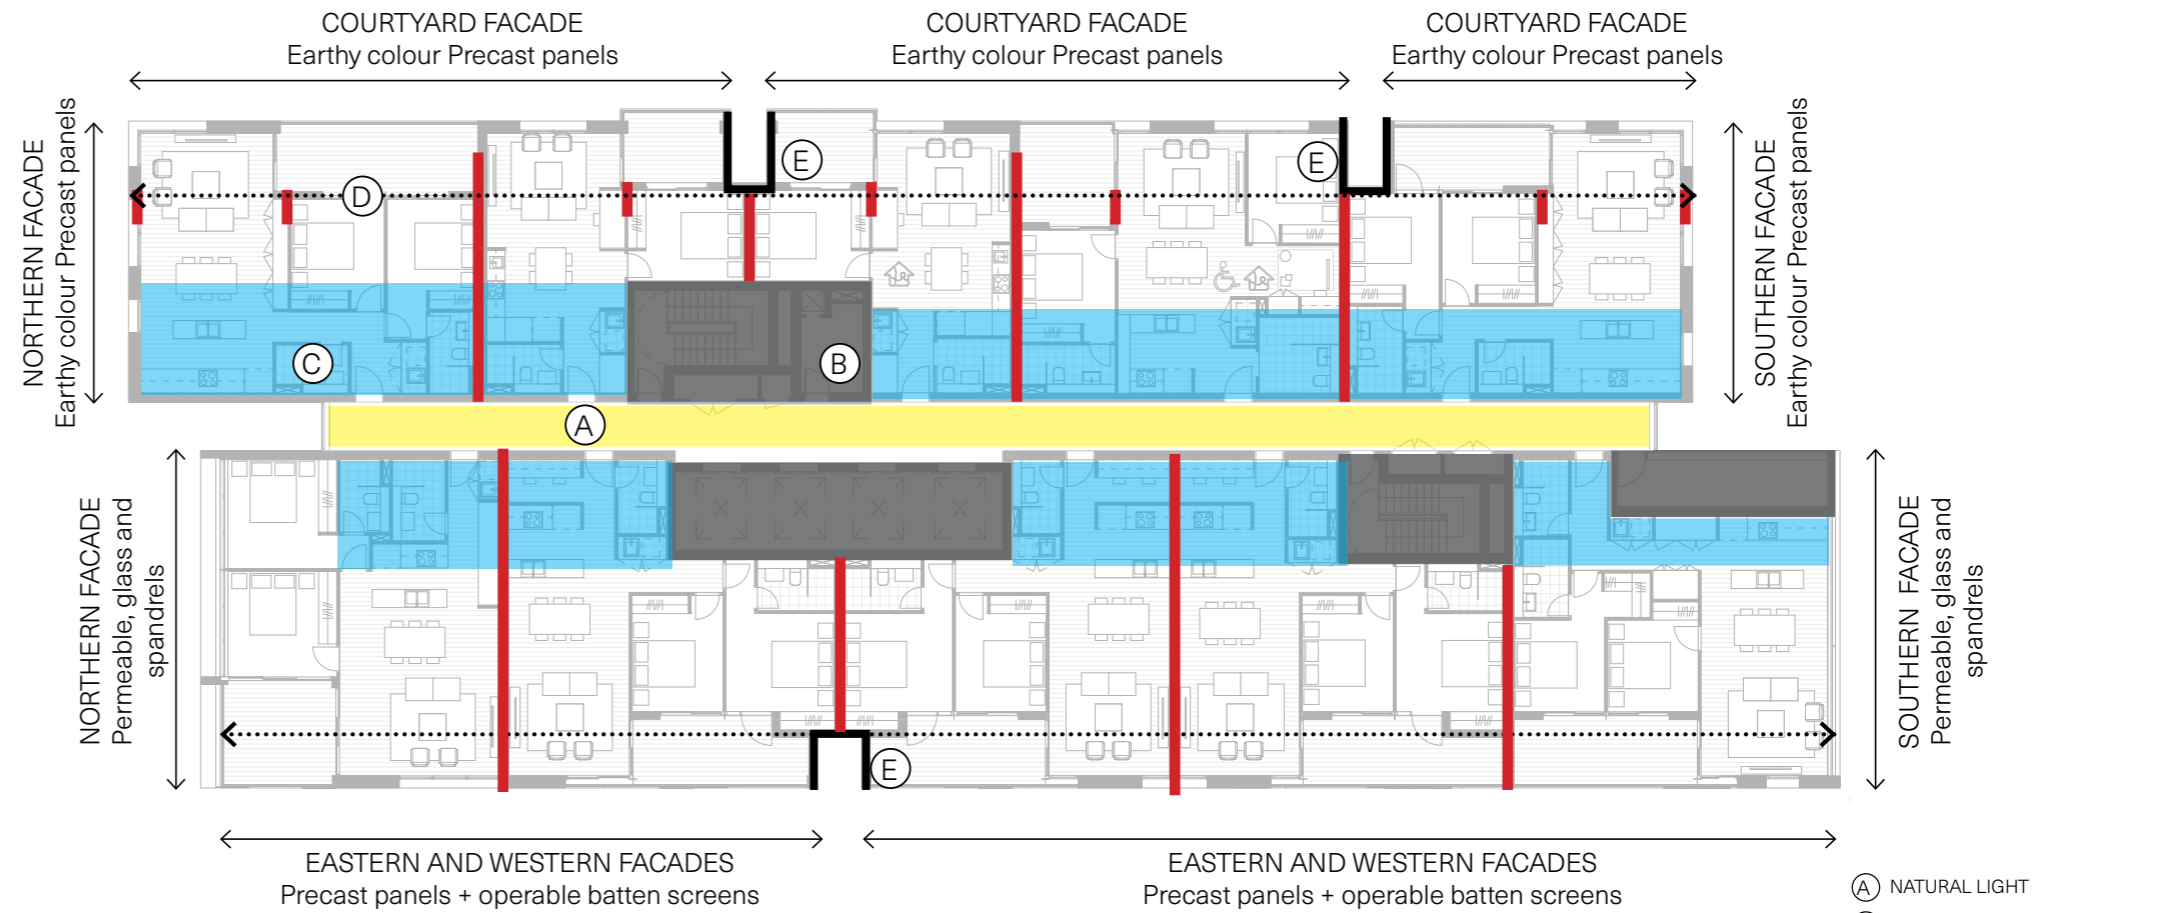 COURTYARD FACADE
Earthy colour Precast panels
COURTYARD FACADE
Earthy colour Precast panels
COURTYARD FACADE
Earthy colour Precast panels
NORTHERN FACADE
Earthy colour Precast panels
SOUTHERN FACADE
Earthy colour Precast panels
E
E
D
C
B
A
NORTHERN FACADE
Permeable, glass and
spandrels
SOUTHERN FACADE
Permeable, glass and
spandrels
E
EASTERN AND WESTERN FACADES
Precast panels + operable batten screens
EASTERN AND WESTERN FACADES
Precast panels + operable batten screens
A NATURAL LIGHT